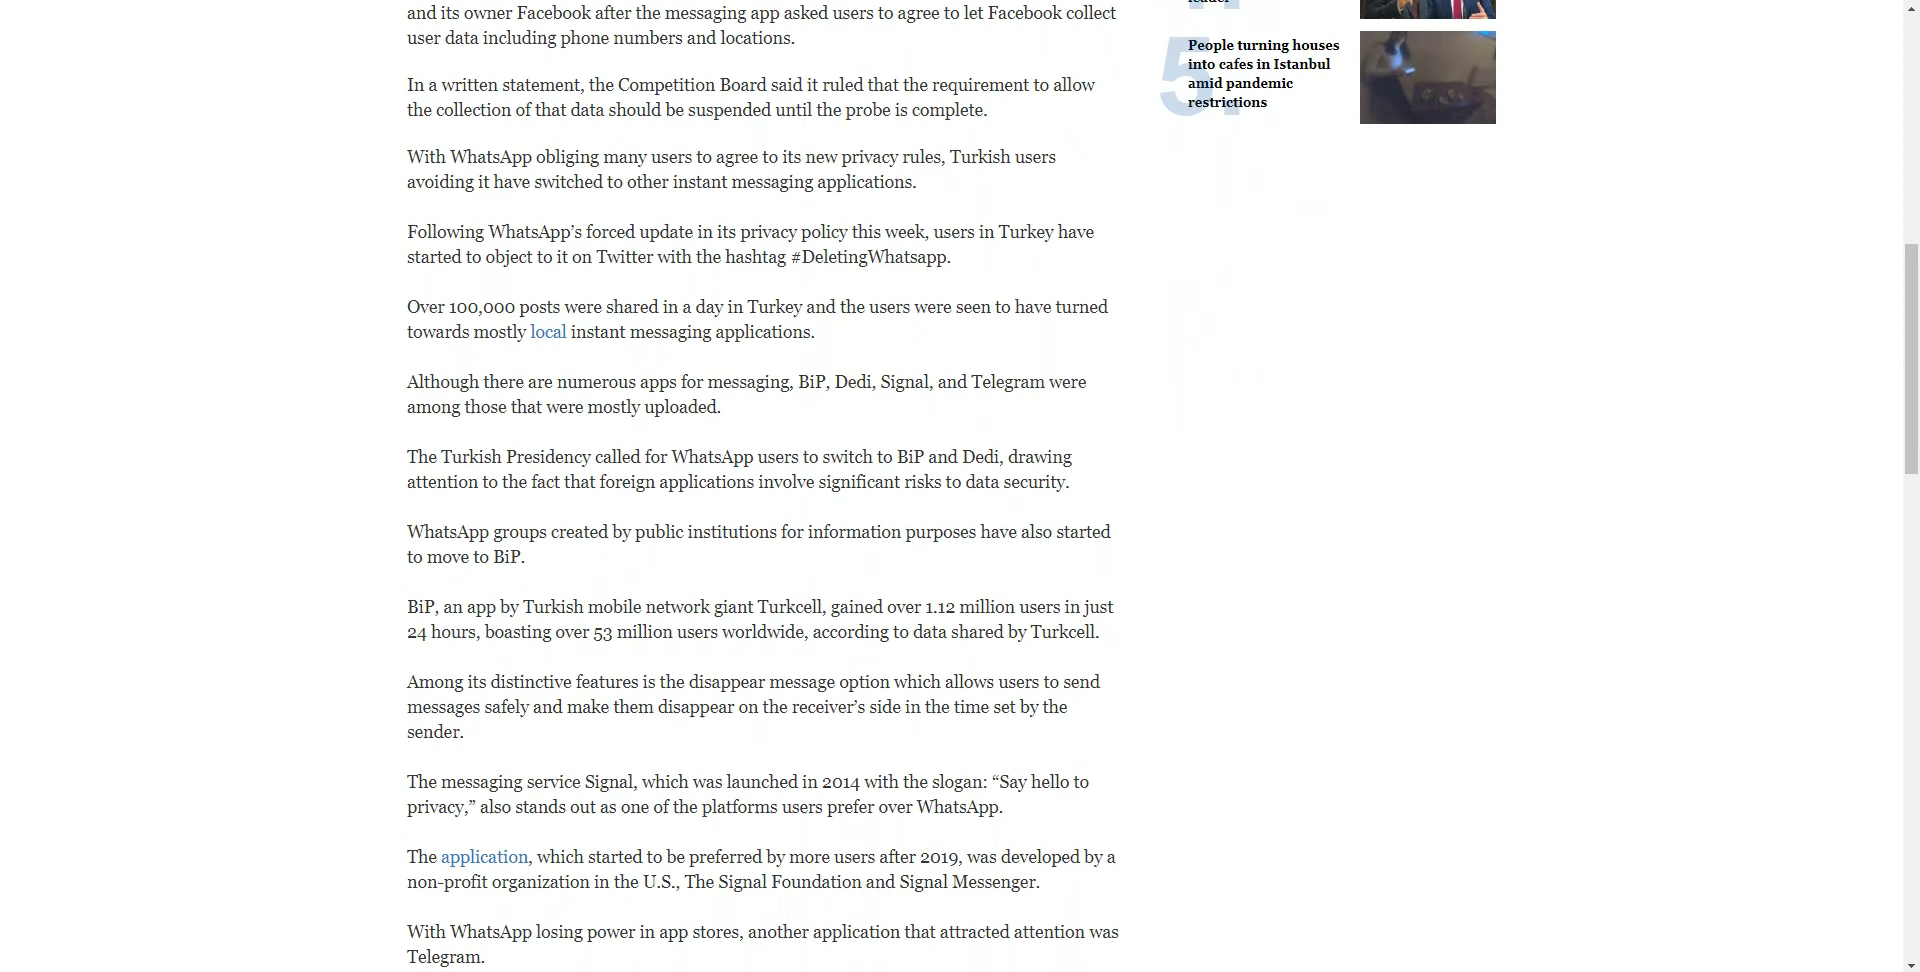 and its owner Facebook after the messaging app asked users to agree to let Facebook collect
user data including phone numbers and locations.
In a written statement, the Competition Board said it ruled that the requirement to allow
the collection of that data should be suspended until the probe is complete.
With WhatsApp obliging many users to agree to its new privacy rules, Turkish users
avoiding it have switched to other instant messaging applications.
Following WhatsApp’s forced update in its privacy policy this week, users in Turkey have
started to object to it on Twitter with the hashtag #DeletingWhatsapp.
Over 100,000 posts were shared in a day in Turkey and the users were seen to have turned
towards mostly local instant messaging applications.
Although there are numerous apps for messaging, BiP, Dedi, Signal, and Telegram were
among those that were mostly uploaded.
The Turkish Presidency called for WhatsApp users to switch to BiP and Dedi, drawing
attention to the fact that foreign applications involve significant risks to data security.
WhatsApp groups created by public institutions for information purposes have also started
to move to BiP.
BiP, an app by Turkish mobile network giant Turkcell, gained over 1.12 million users in just
24 hours, boasting over 53 million users worldwide, according to data shared by Turkcell.
Among its distinctive features is the disappear message option which allows users to send
messages safely and make them disappear on the receiver’s side in the time set by the
sender.
The messaging service Signal, which was launched in 2014 with the slogan: “Say hello to
privacy,” also stands out as one of the platforms users prefer over WhatsApp.
The application, which started to be preferred by more users after 2019, was developed by a
non-profit organization in the U.S., The Signal Foundation and Signal Messenger.
With WhatsApp losing power in app stores, another application that attracted attention was
Telegram.
5.
People turning houses
into cafes in Istanbul
amid pandemic
restrictions